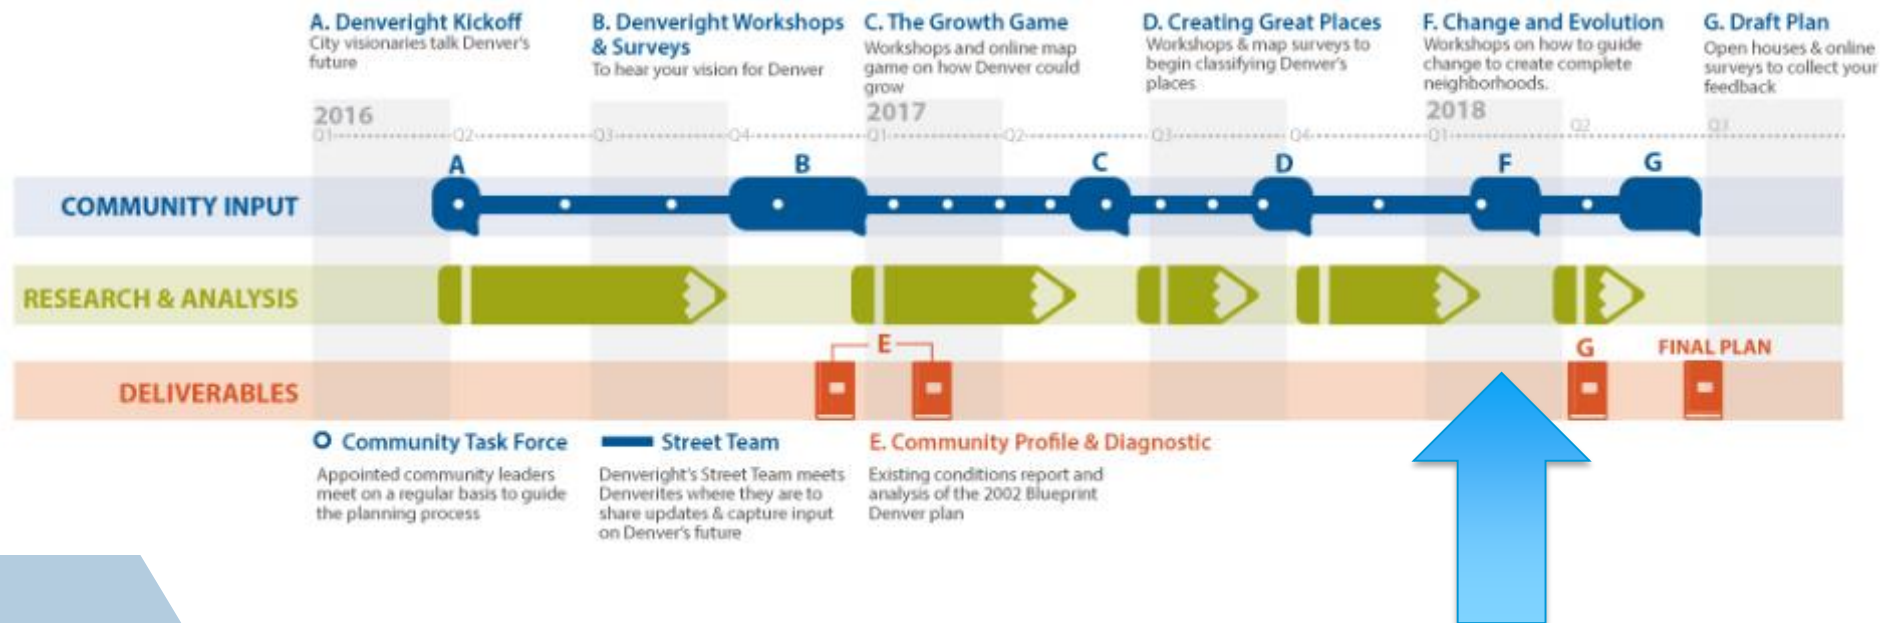 A. Denveright Kickoff
City visionaries talk Denver's
future
B. Denveright Workshops
& Surveys
To hear your vision for Denver
C. The Growth Game
Workshops and online map
game on how Denver could
grow
D. Creating Great Places
Workshops & map surveys to
begin classifying Denver's
places
F. Change and Evolution
Workshops on how to guide
change to create complete
neighborhoods.
G. Draft Plan
Open houses & online
surveys to collect your
feedback
2016
2017
2018
Q1 Q2 Q3 Q4 Q1 Q2 Q3 Q4 Q1 Q2 Q3
A B C D F G
COMMUNITY INPUT
RESEARCH & ANALYSIS
E G FINAL PLAN
DELIVERABLES
Community Task Force
Appointed community leaders
meet on a regular basis to guide
the planning process
Street Team
Denveright's Street Team meets
Denverites where they are to
share updates & capture input
on Denver's future
E. Community Profile & Diagnostic
Existing conditions report and
analysis of the 2002 Blueprint
Denver plan